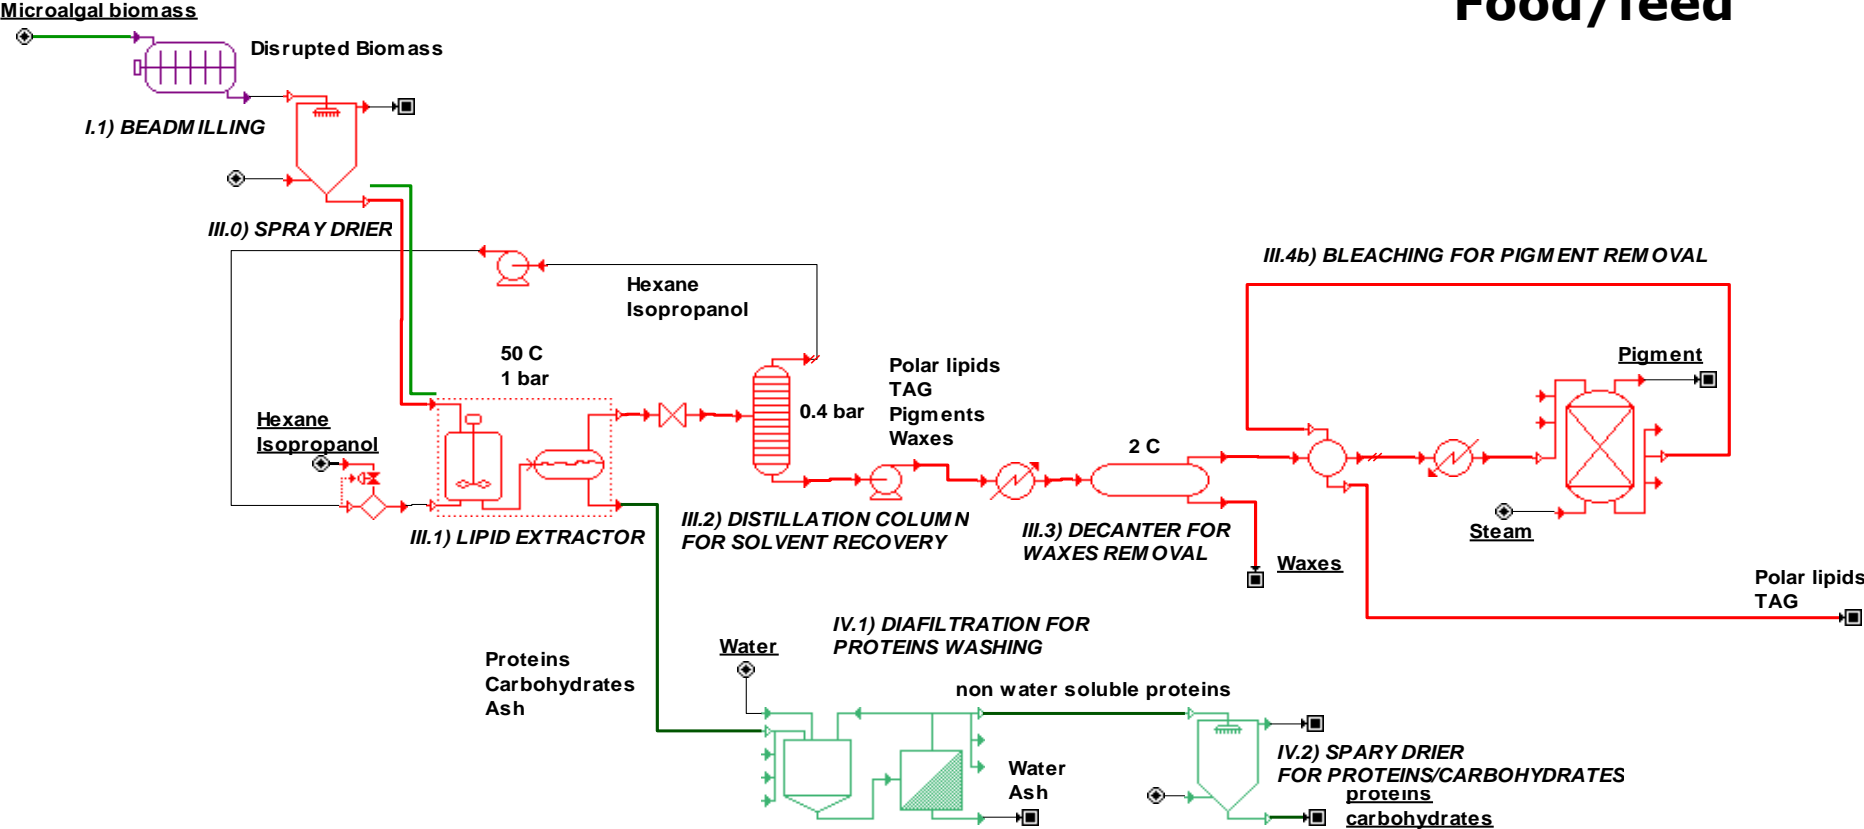 Food/feed
Microalgal biomass
Disrupted Biomass
I.1) BEADMILLING
III.0) SPRAY DRIER
Hexane
Isopropanol
50 C
1 bar
Hexane
Isopropanol
III.1) LIPID EXTRACTOR
0.4 bar
III.2) DISTILLATION COLUMN
FOR SOLVENT RECOVERY
Polar lipids
TAG
Pigments
Waxes
2 C
III.3) DECANTER FOR
WAXES REMOVAL
Waxes
III.4b) BLEACHING FOR PIGMENT REMOVAL
Pigment
Steam
Polar lipids
TAG
Proteins
Carbohydrates
Ash
Water
IV.1) DIAFILTRATION FOR
PROTEINS WASHING
non water soluble proteins
Water
Ash
IV.2) SPARY DRIER
FOR PROTEINS/CARBOHYDRATES
proteins
carbohydrates